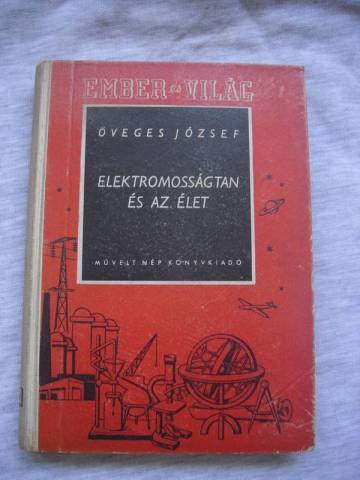 EMBER és VILÁG
ÖVEGES JÓZSEF
ELEKTROMOSSÁGTAN
ÉS AZ ÉLET
MŰVELT NÉP KÖNYVKIADÓ